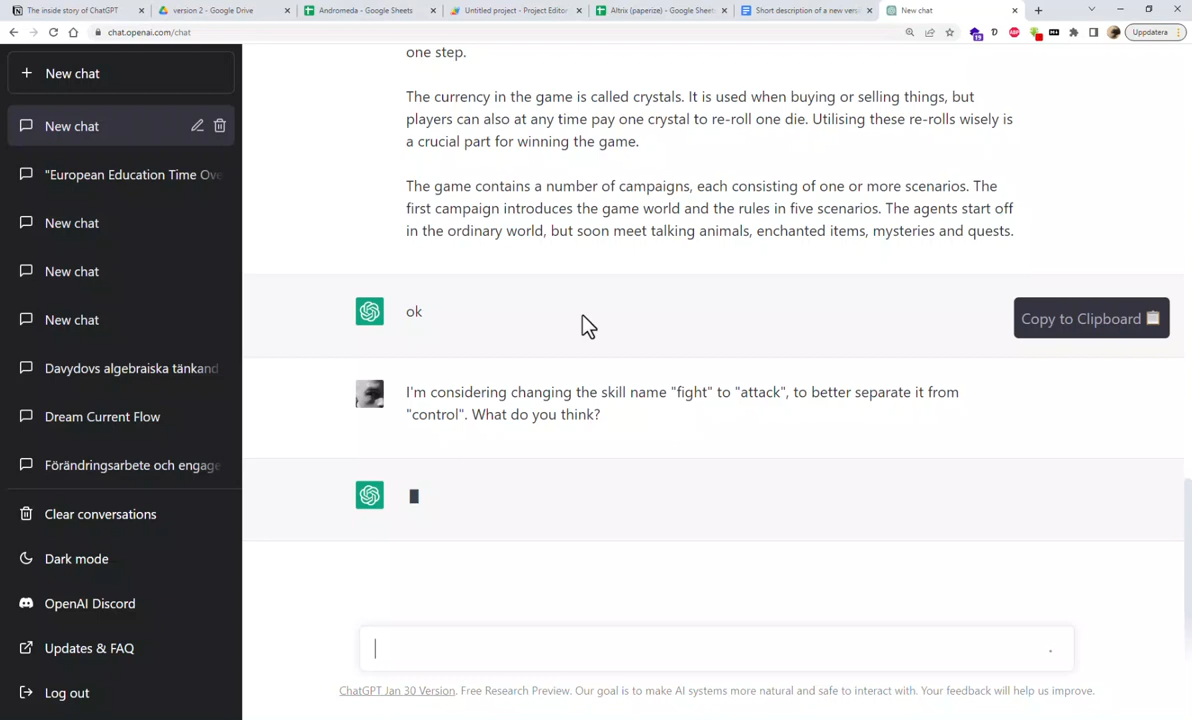 The inside story of ChatGPT
version 2 - Google Drive
Andromeda - Google Sheets
Untitled project - Project Editor
Altrix (paperize) - Google Sheet
Short description of a new versi
New chat
chat.openai.com/chat
19
ABP
Uppdatera
New chat
New chat
"European Education Time Ove
New chat
New chat
New chat
Davydovs algebraiska tänkand
Dream Current Flow
Förändringsarbete och engage
Clear conversations
Dark mode
OpenAI Discord
Updates & FAQ
Log out
one step.
The currency in the game is called crystals. It is used when buying or selling things, but
players can also at any time pay one crystal to re-roll one die. Utilising these re-rolls wisely is
a crucial part for winning the game.
The game contains a number of campaigns, each consisting of one or more scenarios. The
first campaign introduces the game world and the rules in five scenarios. The agents start off
in the ordinary world, but soon meet talking animals, enchanted items, mysteries and quests.
ok
Copy to Clipboard
I'm considering changing the skill name "fight" to "attack", to better separate it from
"control". What do you think?
ChatGPT Jan 30 Version. Free Research Preview. Our goal is to make AI systems more natural and safe to interact with. Your feedback will help us improve.